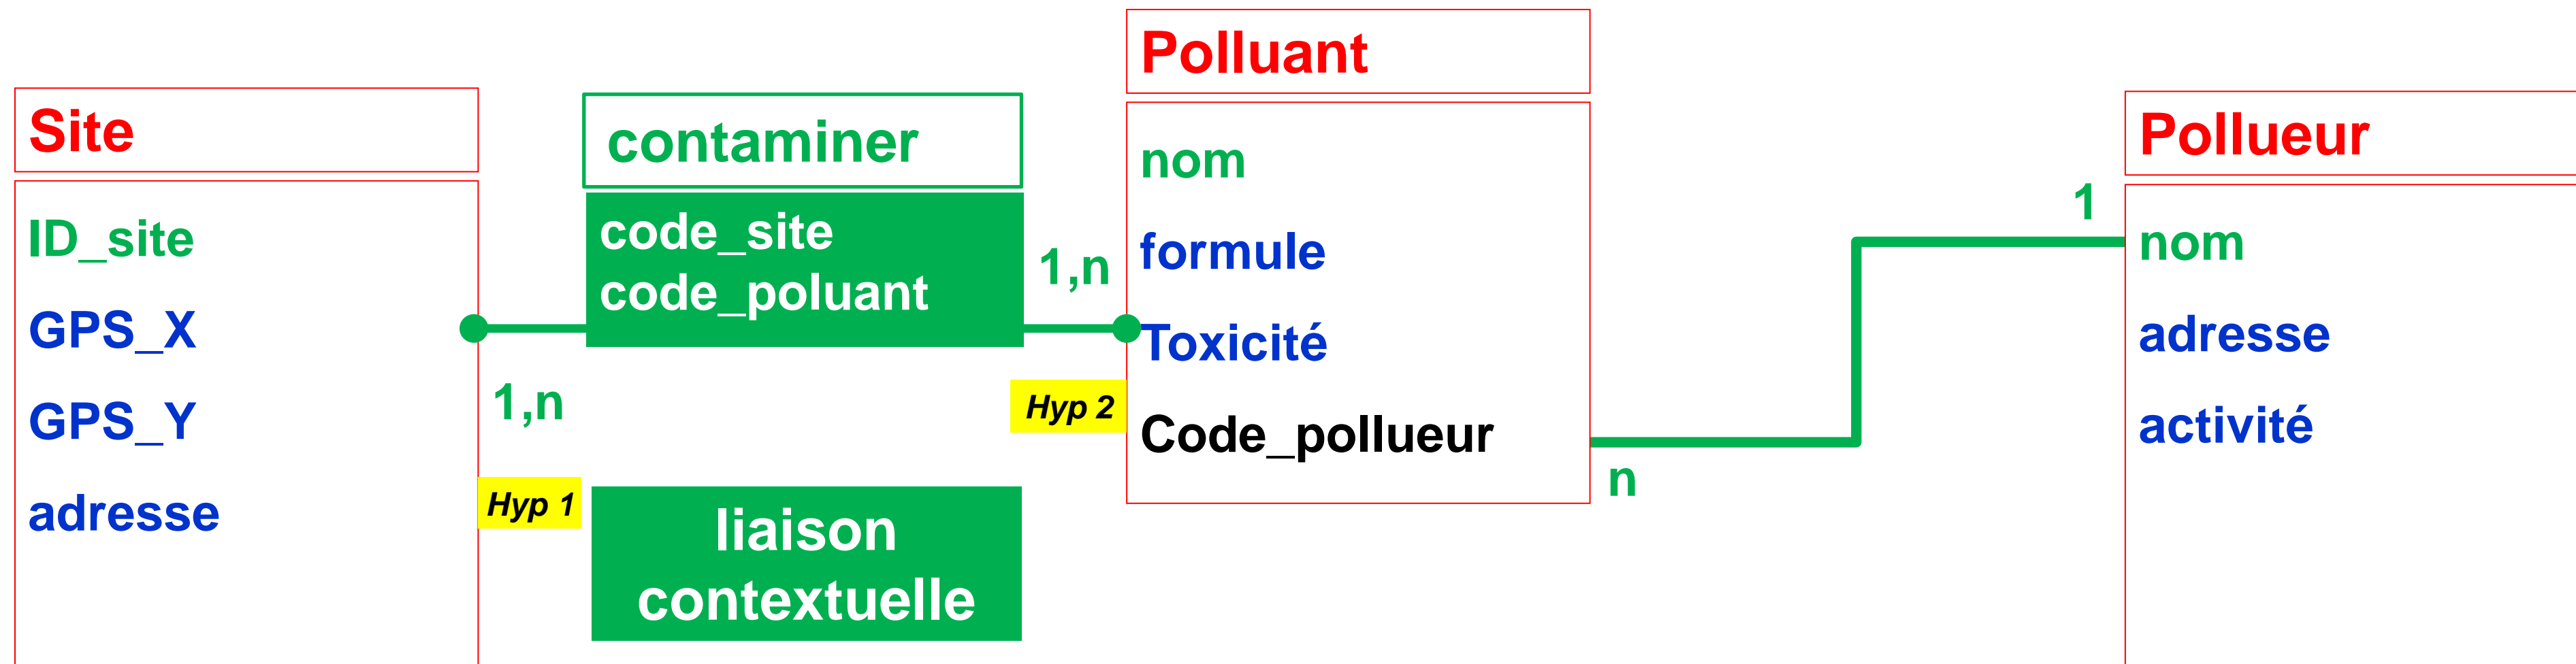 Site
ID_site
GPS_X
GPS_Y
adresse
contaminer
code_site
code_poluant
1,n
Hyp 1
1,n
Hyp 2
liaison
contextuelle
Polluant
nom
formule
Toxicité
Code_pollueur
n
1
Pollueur
nom
adresse
activité